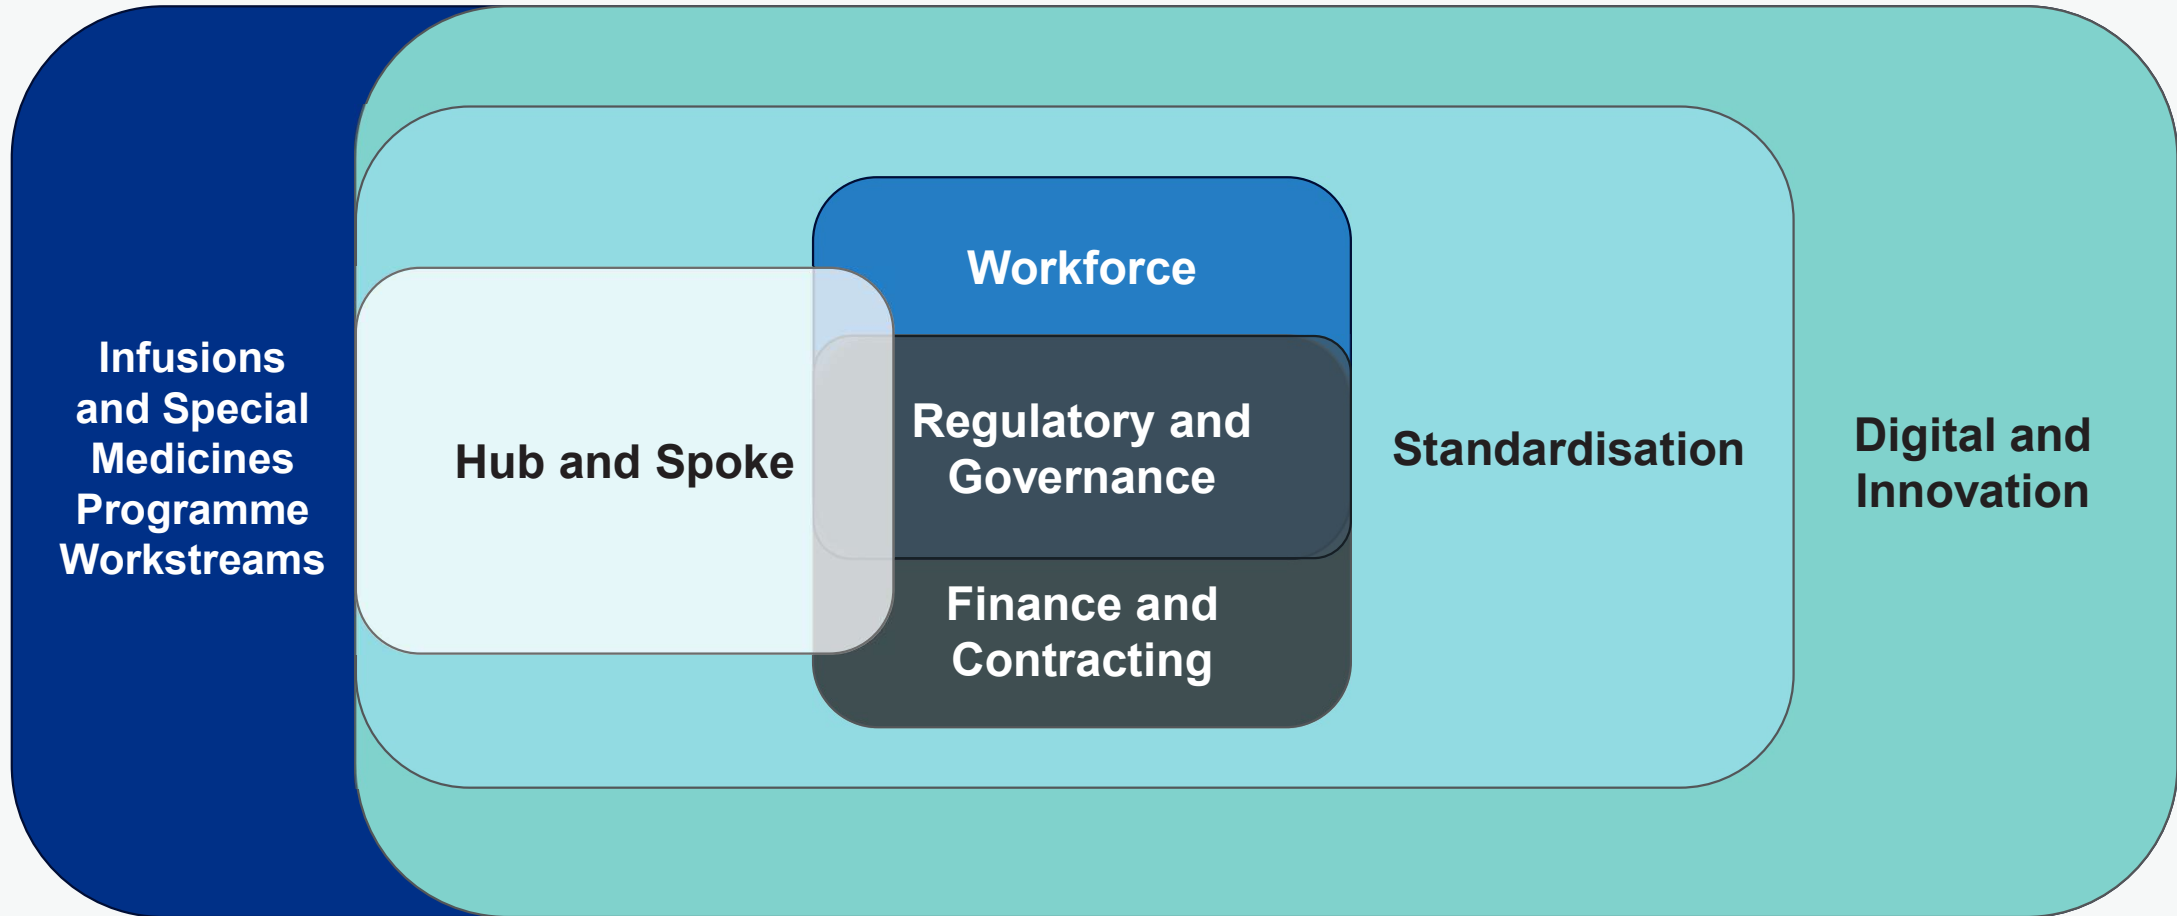 Infusions
and Special
Medicines
Programme
Workstreams
Hub and Spoke
Workforce
Regulatory and
Governance
Finance and
Contracting
Standardisation
Digital and
Innovation